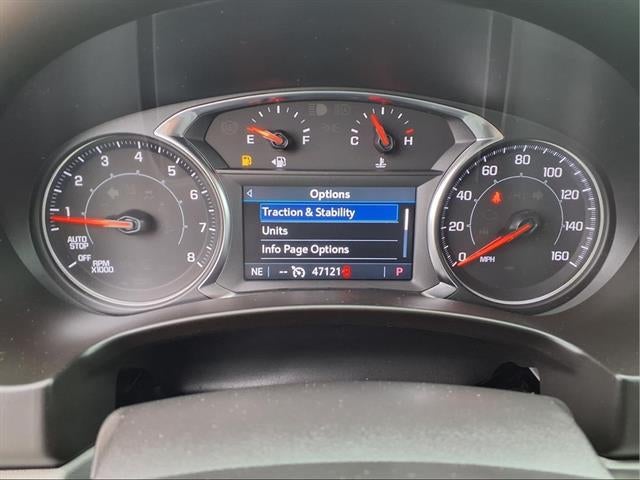 E F
C H
1 2 3 4 5 6 7 8
AUTO
STOP
OFF
RPM
X1000
Options
Traction & Stability
Units
Info Page Options
NE -- 47121 P
0 20 40 60 80 100 120 140 160
MPH